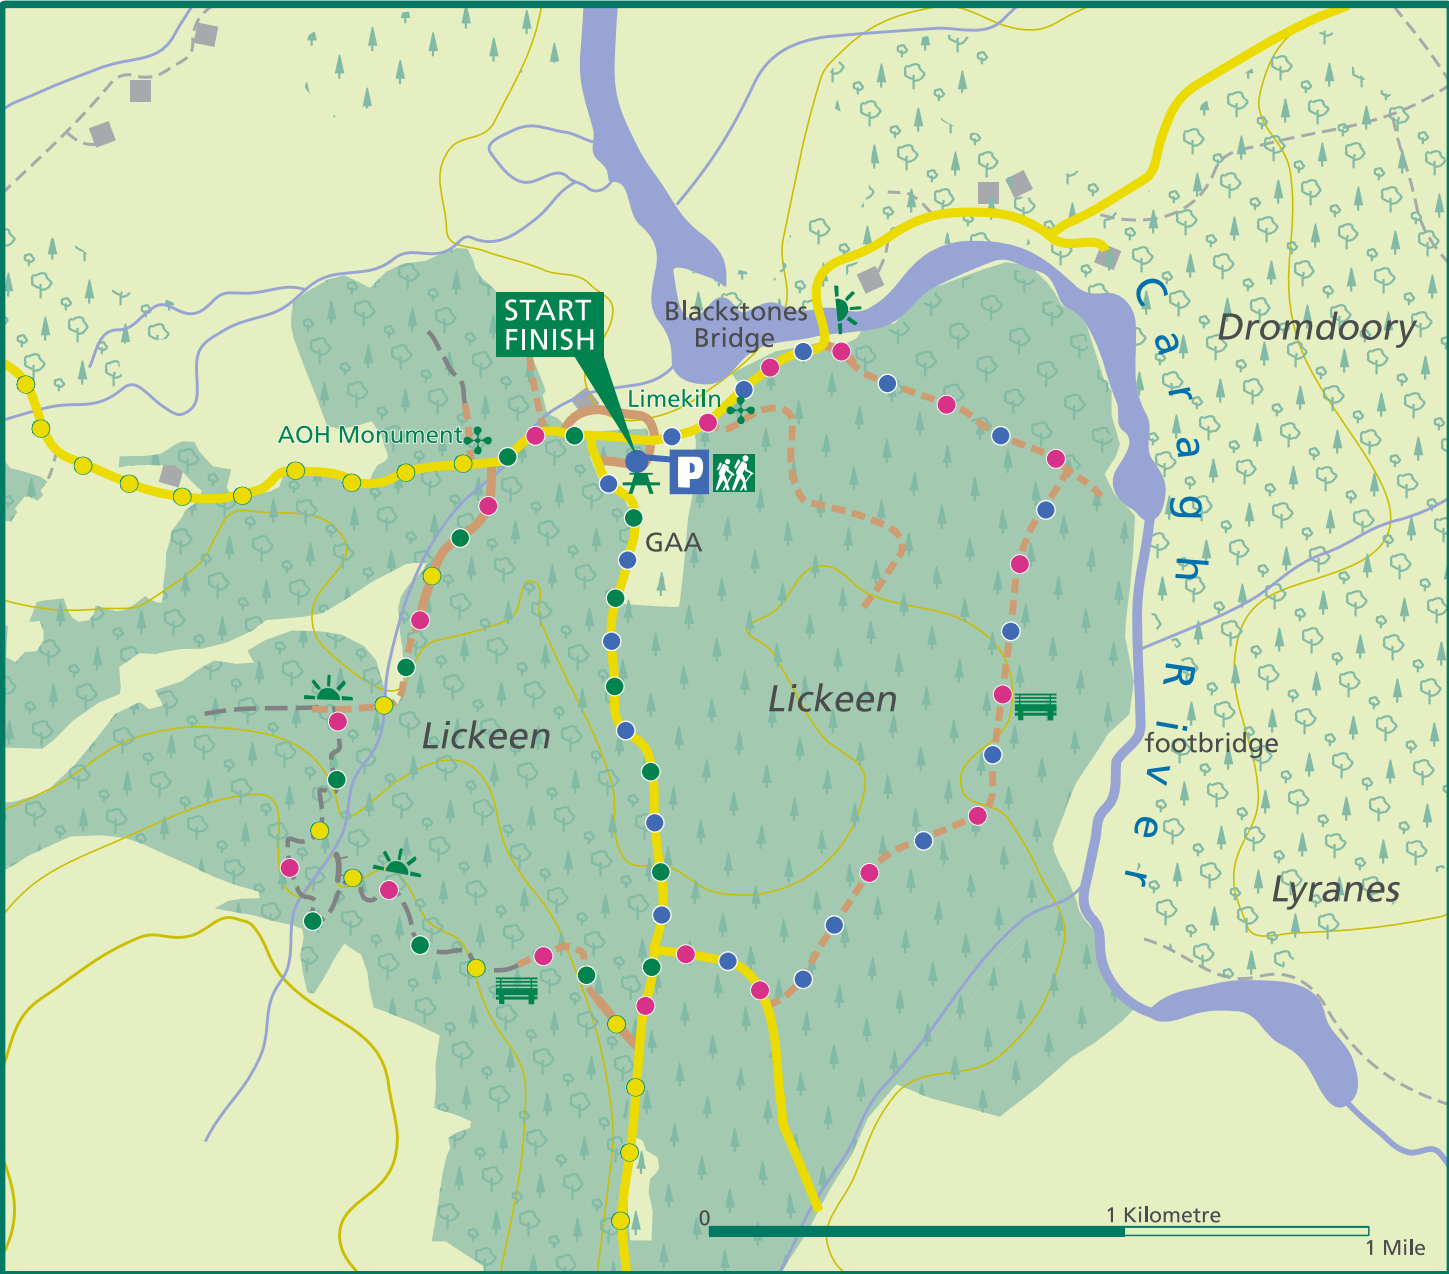 START
FINISH
Blackstones
Bridge
Caragh River
Dromdoory
Limekiln
AOH Monument
P
GAA
Lickeen
Lickeen
footbridge
Lyranes
0
1 Kilometre
1 Mile